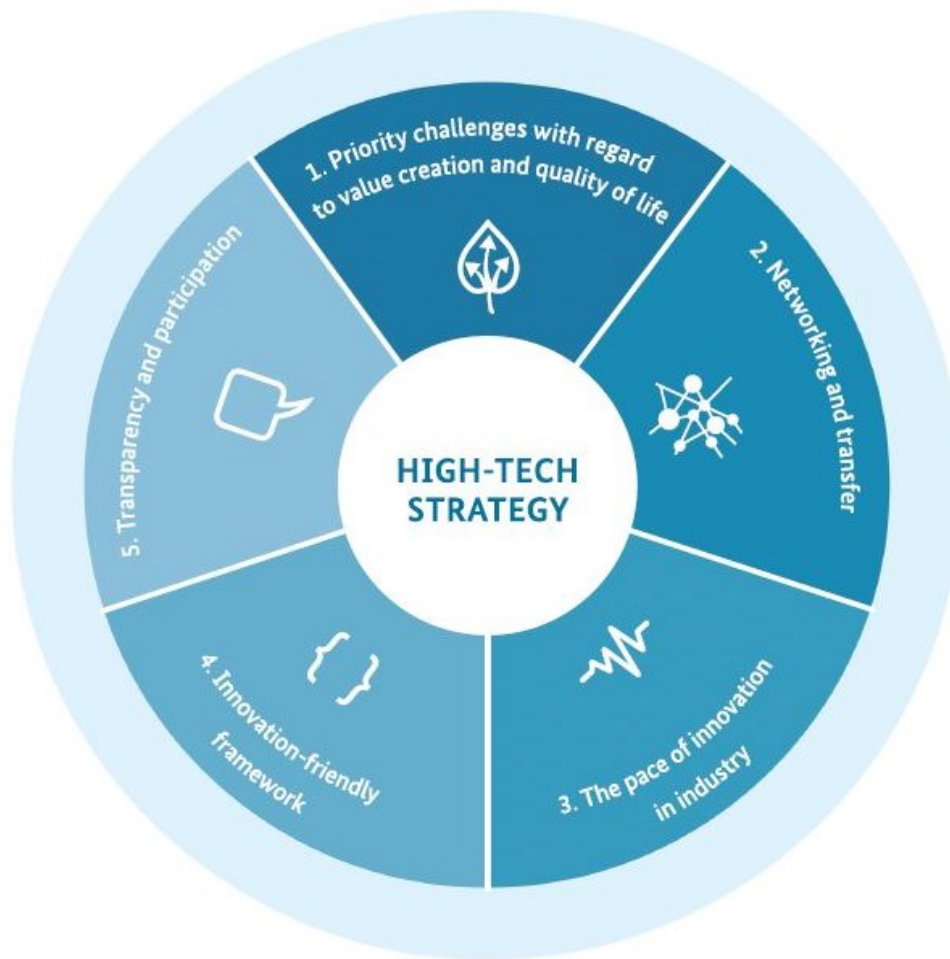 1. Priority challenges with regard
to value creation and quality of life
2. Networking and transfer
3. The pace of innovation
in industry
4. Innovation-friendly
framework
5. Transparency and participation
HIGH-TECH
STRATEGY